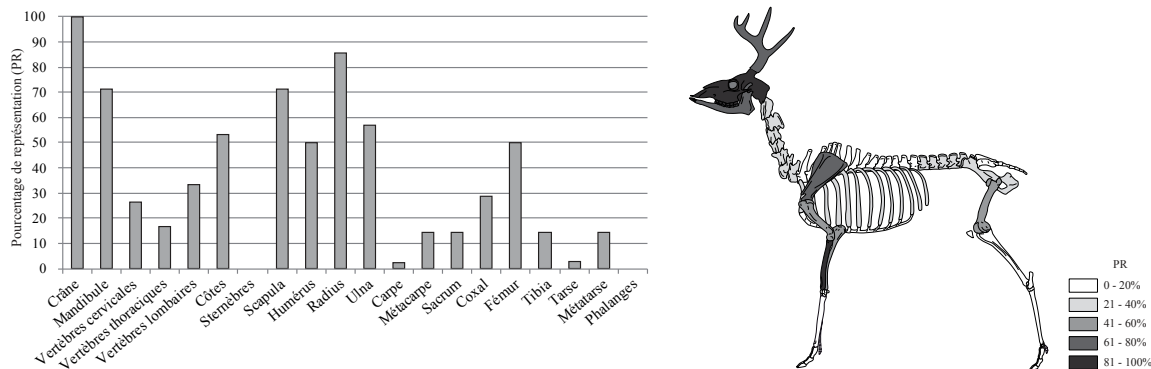 Pourcentage de représentation (PR)
100
90
80
70
60
50
40
30
20
10
0
Crâne
Mandibule
Vertèbres cervicales
Vertèbres thoraciques
Vertèbres lombaires
Côtes
Sternèbres
Scapula
Humérus
Radius
Ulna
Carpe
Métacarpe
Sacrum
Coxal
Fémur
Tibia
Tarse
Métatarse
Phalanges
PR
0 - 20%
21 - 40%
41 - 60%
61 - 80%
81 - 100%